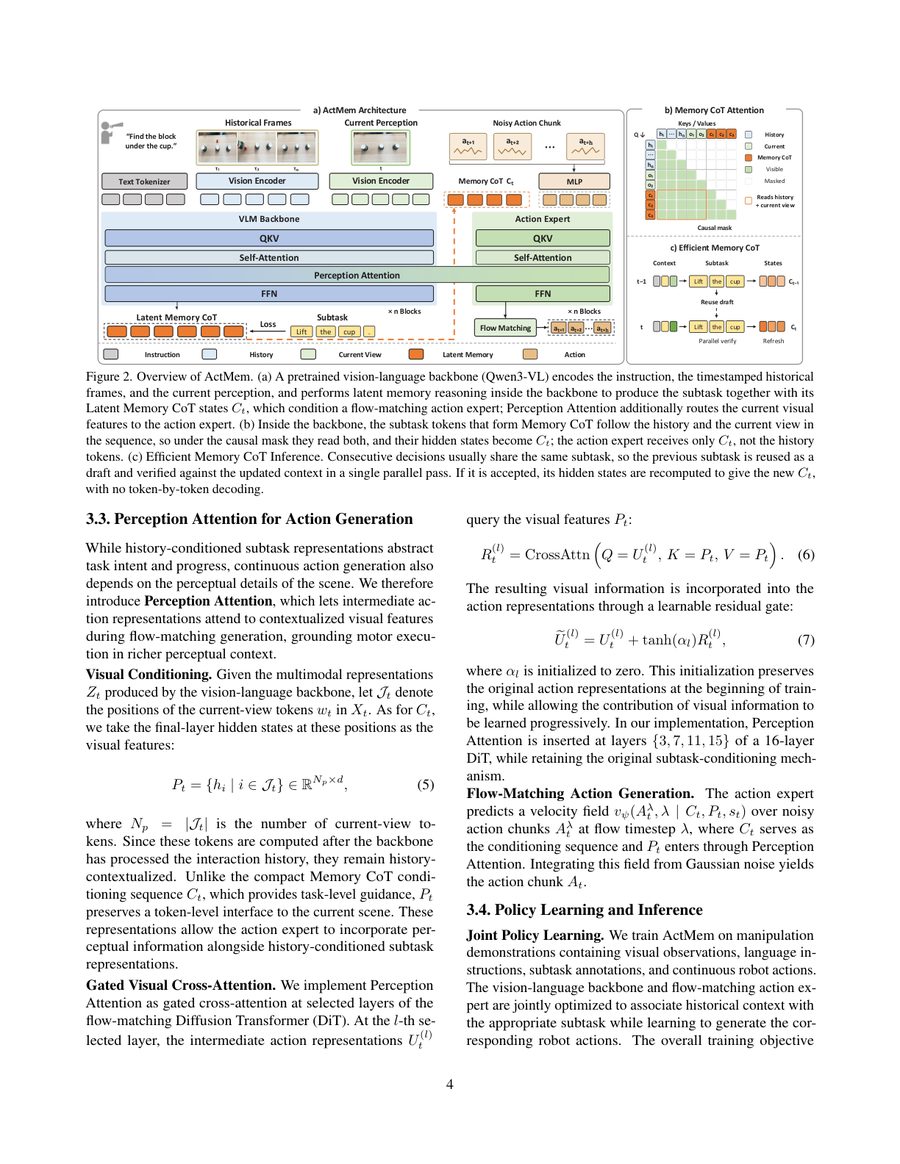 a) ActMem Architecture
b) Memory CoT Attention
"Find the block
under the cup."
Historical Frames
Current Perception
Noisy Action Chunk
Text Tokenizer
Vision Encoder
Vision Encoder
Memory CoT Cₜ
MLP
VLM Backbone
Action Expert
QKV
QKV
Self-Attention
Self-Attention
Perception Attention
FFN
FFN
× n Blocks
× n Blocks
Latent Memory CoT
Loss
Subtask
Lift the cup .
Flow Matching
Instruction
History
Current View
Latent Memory
Action
Keys / Values
Q ↓
History
Current
Memory CoT
Visible
Masked
Reads history
+ current view
Causal mask
c) Efficient Memory CoT
Context Subtask States
t−1 Lift the cup Cₜ₋₁
Reuse draft
t Lift the cup Cₜ
Parallel verify Refresh
Figure 2. Overview of ActMem. (a) A pretrained vision-language backbone (Qwen3-VL) encodes the instruction, the timestamped historical
frames, and the current perception, and performs latent memory reasoning inside the backbone to produce the subtask together with its
Latent Memory CoT states Cₜ, which condition a flow-matching action expert; Perception Attention additionally routes the current visual
features to the action expert. (b) Inside the backbone, the subtask tokens that form Memory CoT follow the history and the current view in
the sequence, so under the causal mask they read both, and their hidden states become Cₜ; the action expert receives only Cₜ, not the history
tokens. (c) Efficient Memory CoT Inference. Consecutive decisions usually share the same subtask, so the previous subtask is reused as a
draft and verified against the updated context in a single parallel pass. If it is accepted, its hidden states are recomputed to give the new Cₜ,
with no token-by-token decoding.
3.3. Perception Attention for Action Generation
While history-conditioned subtask representations abstract
task intent and progress, continuous action generation also
depends on the perceptual details of the scene. We therefore
introduce Perception Attention, which lets intermediate ac-
tion representations attend to contextualized visual features
during flow-matching generation, grounding motor execu-
tion in richer perceptual context.
Visual Conditioning. Given the multimodal representations
Zₜ produced by the vision-language backbone, let 𝒥ₜ denote
the positions of the current-view tokens wₜ in Xₜ. As for Cₜ,
we take the final-layer hidden states at these positions as the
visual features:
Pₜ = {hᵢ | i ∈ 𝒥ₜ} ∈ ℝ^{Nₚ×d}, (5)
where Nₚ = |𝒥ₜ| is the number of current-view to-
kens. Since these tokens are computed after the backbone
has processed the interaction history, they remain history-
contextualized. Unlike the compact Memory CoT condi-
tioning sequence Cₜ, which provides task-level guidance, Pₜ
preserves a token-level interface to the current scene. These
representations allow the action expert to incorporate per-
ceptual information alongside history-conditioned subtask
representations.
Gated Visual Cross-Attention. We implement Perception
Attention as gated cross-attention at selected layers of the
flow-matching Diffusion Transformer (DiT). At the l-th se-
lected layer, the intermediate action representations Uₜ^{(l)}
query the visual features Pₜ:
Rₜ^{(l)} = CrossAttn (Q = Uₜ^{(l)}, K = Pₜ, V = Pₜ) . (6)
The resulting visual information is incorporated into the
action representations through a learnable residual gate:
Ũₜ^{(l)} = Uₜ^{(l)} + tanh(αₗ)Rₜ^{(l)}, (7)
where αₗ is initialized to zero. This initialization preserves
the original action representations at the beginning of train-
ing, while allowing the contribution of visual information to
be learned progressively. In our implementation, Perception
Attention is inserted at layers {3, 7, 11, 15} of a 16-layer
DiT, while retaining the original subtask-conditioning mech-
anism.
Flow-Matching Action Generation. The action expert
predicts a velocity field v_ψ(Aₜ^λ, λ | Cₜ, Pₜ, sₜ) over noisy
action chunks Aₜ^λ at flow timestep λ, where Cₜ serves as
the conditioning sequence and Pₜ enters through Perception
Attention. Integrating this field from Gaussian noise yields
the action chunk Aₜ.
3.4. Policy Learning and Inference
Joint Policy Learning. We train ActMem on manipulation
demonstrations containing visual observations, language in-
structions, subtask annotations, and continuous robot actions.
The vision-language backbone and flow-matching action ex-
pert are jointly optimized to associate historical context with
the appropriate subtask while learning to generate the cor-
responding robot actions. The overall training objective
4